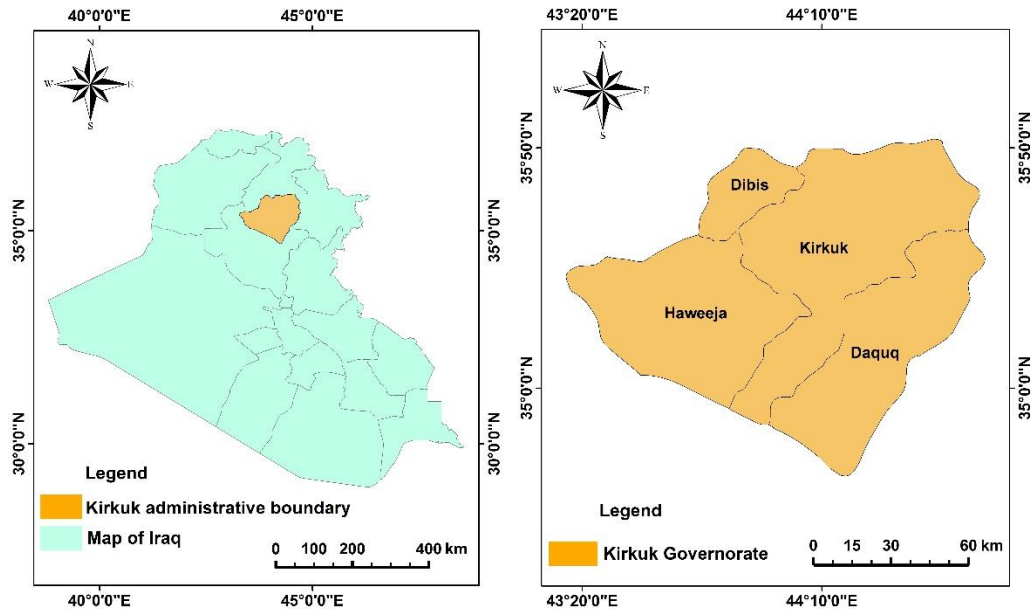 40°0'0"E 45°0'0"E
N
W E
S
35°0'0"N
35°0'0"N
30°0'0"N
30°0'0"N
Legend
Kirkuk administrative boundary
Map of Iraq
0 100 200 400 km
40°0'0"E 45°0'0"E
43°20'0"E 44°10'0"E
N
W E
S
35°50'0"N
35°50'0"N
Dibis
Kirkuk
Haweeja
Daquq
35°0'0"N
35°0'0"N
Legend
Kirkuk Governorate
0 15 30 60 km
43°20'0"E 44°10'0"E